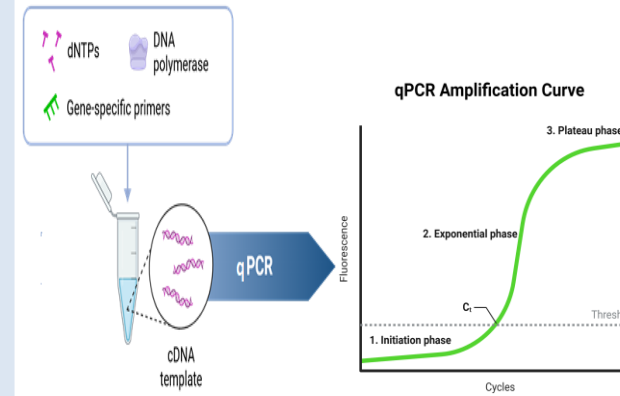 dNTPs
DNA
polymerase
Gene-specific primers
cDNA
template
qPCR
qPCR Amplification Curve
Fluorescence
3. Plateau phase
2. Exponential phase
Cₜ
Thresh
1. Initiation phase
Cycles